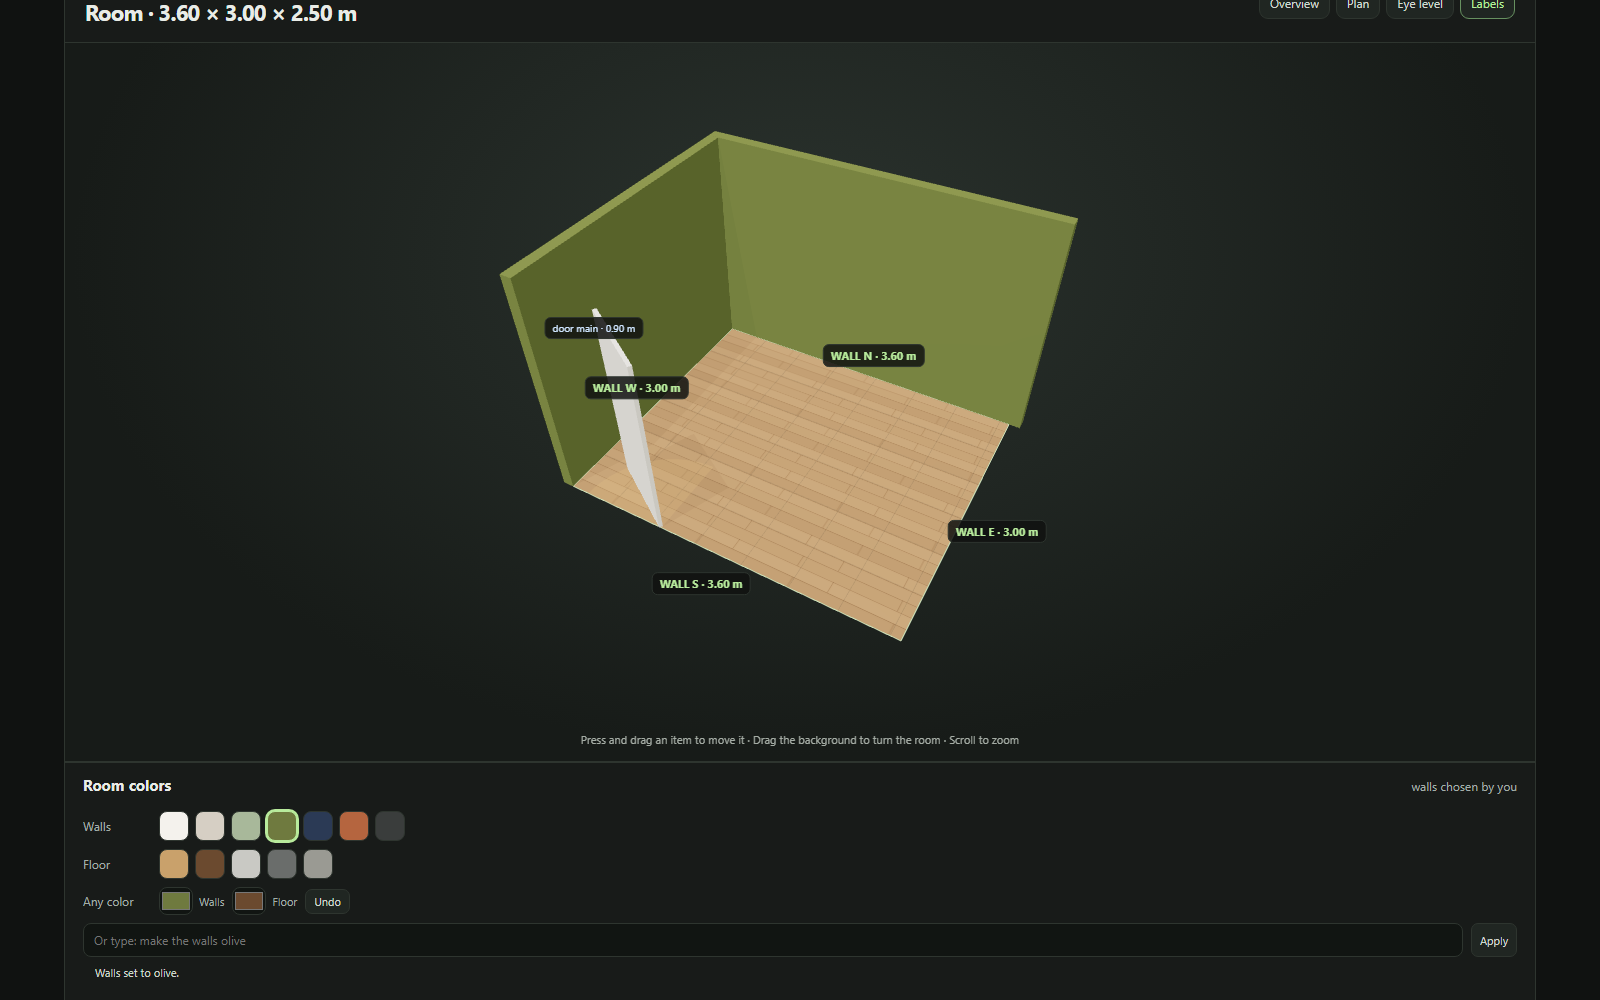 Room · 3.60 × 3.00 × 2.50 m
Overview
Plan
Eye level
Labels
door main · 0.90 m
WALL N · 3.60 m
WALL W · 3.00 m
WALL E · 3.00 m
WALL S · 3.60 m
Press and drag an item to move it · Drag the background to turn the room · Scroll to zoom
Room colors
walls chosen by you
Walls
Floor
Any color
Walls
Floor
Undo
Or type: make the walls olive
Apply
Walls set to olive.